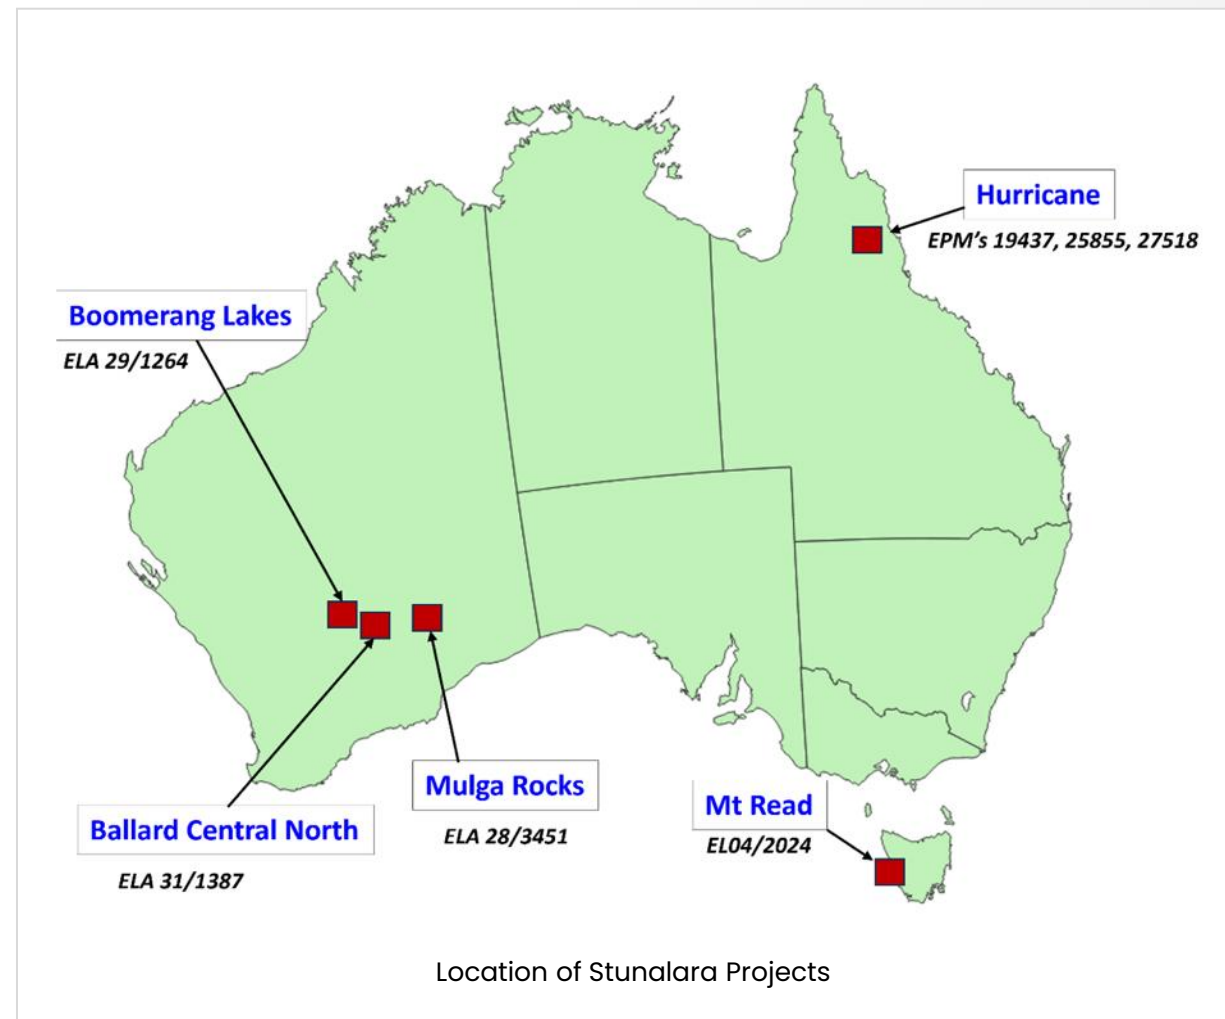 Hurricane
EPM's 19437, 25855, 27518
Boomerang Lakes
ELA 29/1264
Mulga Rocks
ELA 28/3451
Mt Read
EL04/2024
Ballard Central North
ELA 31/1387
Location of Stunalara Projects